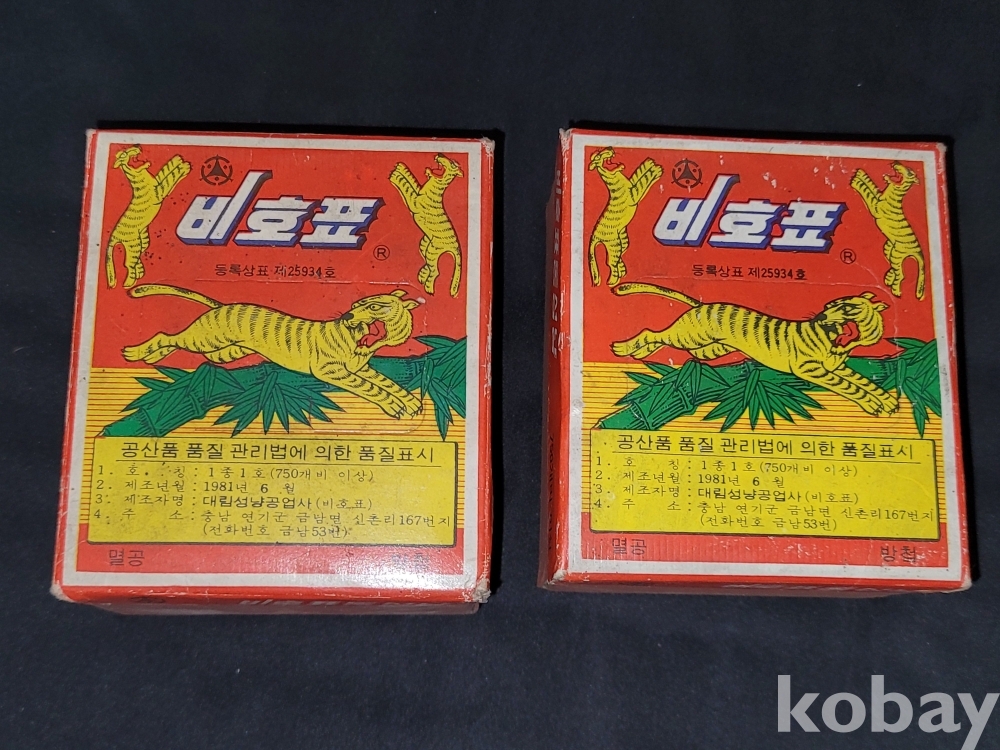 비호표
®
등록상표 제25934호
공산품 품질 관리법에 의한 품질표시
1. 호 칭 : 1종1호(750개비 이상)
2. 제조년월 : 1981년 6월
3. 제조자명 : 대림성냥공업사(비호표)
4. 주 소 : 충남 연기군 금남면 신촌리167번지
(전화번호 금남53번)
멸공
비호표
®
등록상표 제25934호
공산품 품질 관리법에 의한 품질표시
1. 호 칭 : 1종1호(750개비 이상)
2. 제조년월 : 1981년 6월
3. 제조자명 : 대림성냥공업사(비호표)
4. 주 소 : 충남 연기군 금남면 신촌리167번지
(전화번호 금남53번)
멸공 방첩
kobay